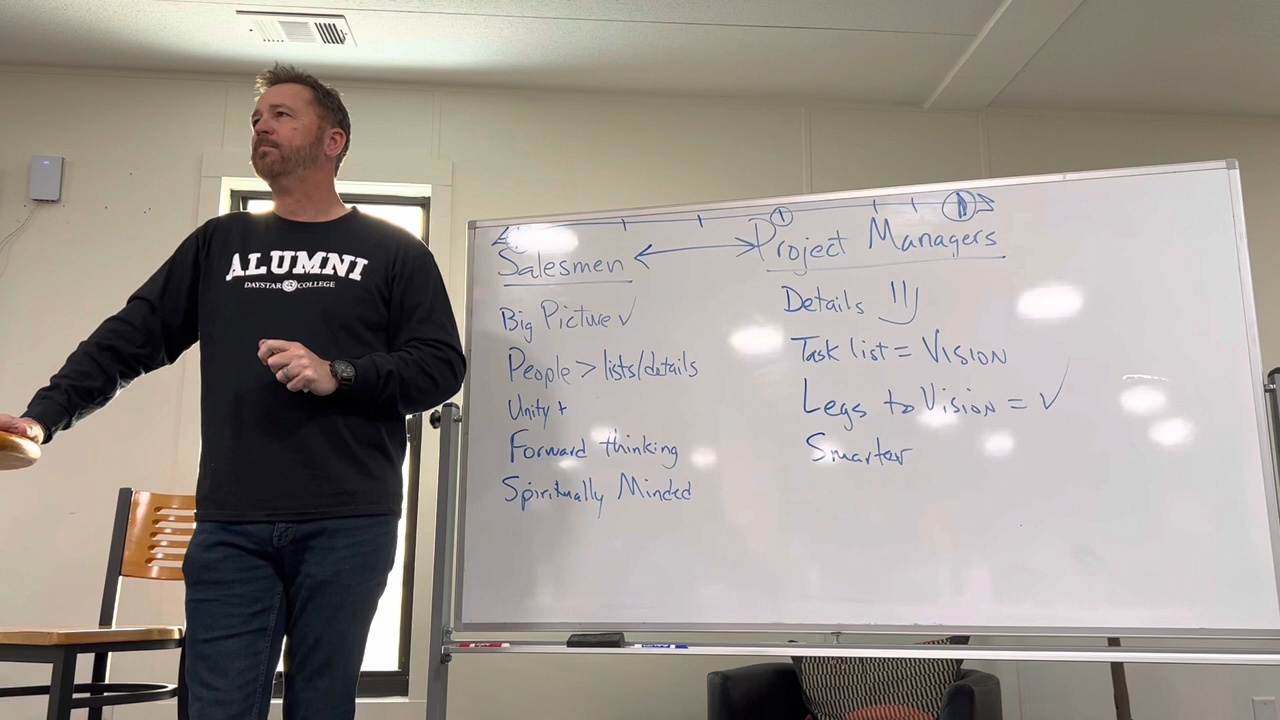 ALUMNI
DAYSTAR COLLEGE
Salesmen
Big Picture ✓
People > lists/details
Unity +
Forward thinking
Spiritually Minded
Project Managers
Details !!
Task list = VISION
Legs to Vision = ✓
Smarter